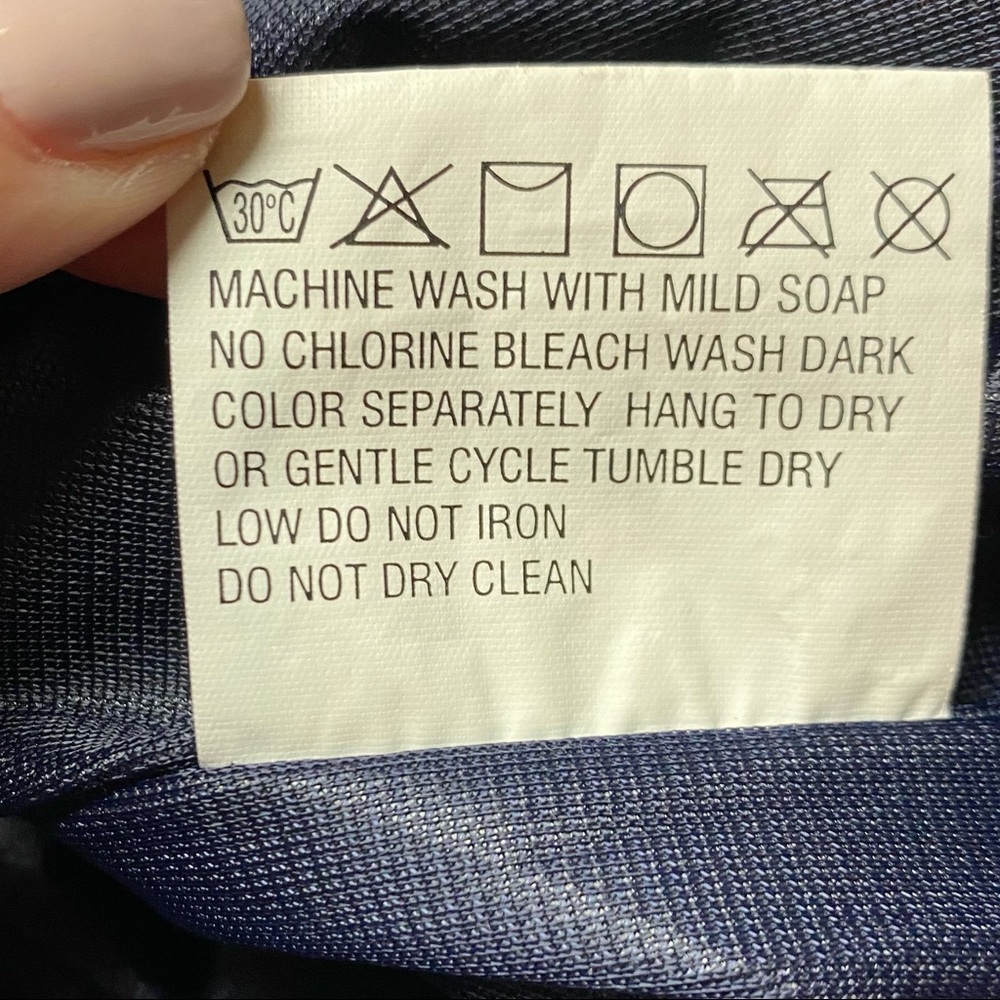 30°C
MACHINE WASH WITH MILD SOAP
NO CHLORINE BLEACH WASH DARK
COLOR SEPARATELY HANG TO DRY
OR GENTLE CYCLE TUMBLE DRY
LOW DO NOT IRON
DO NOT DRY CLEAN